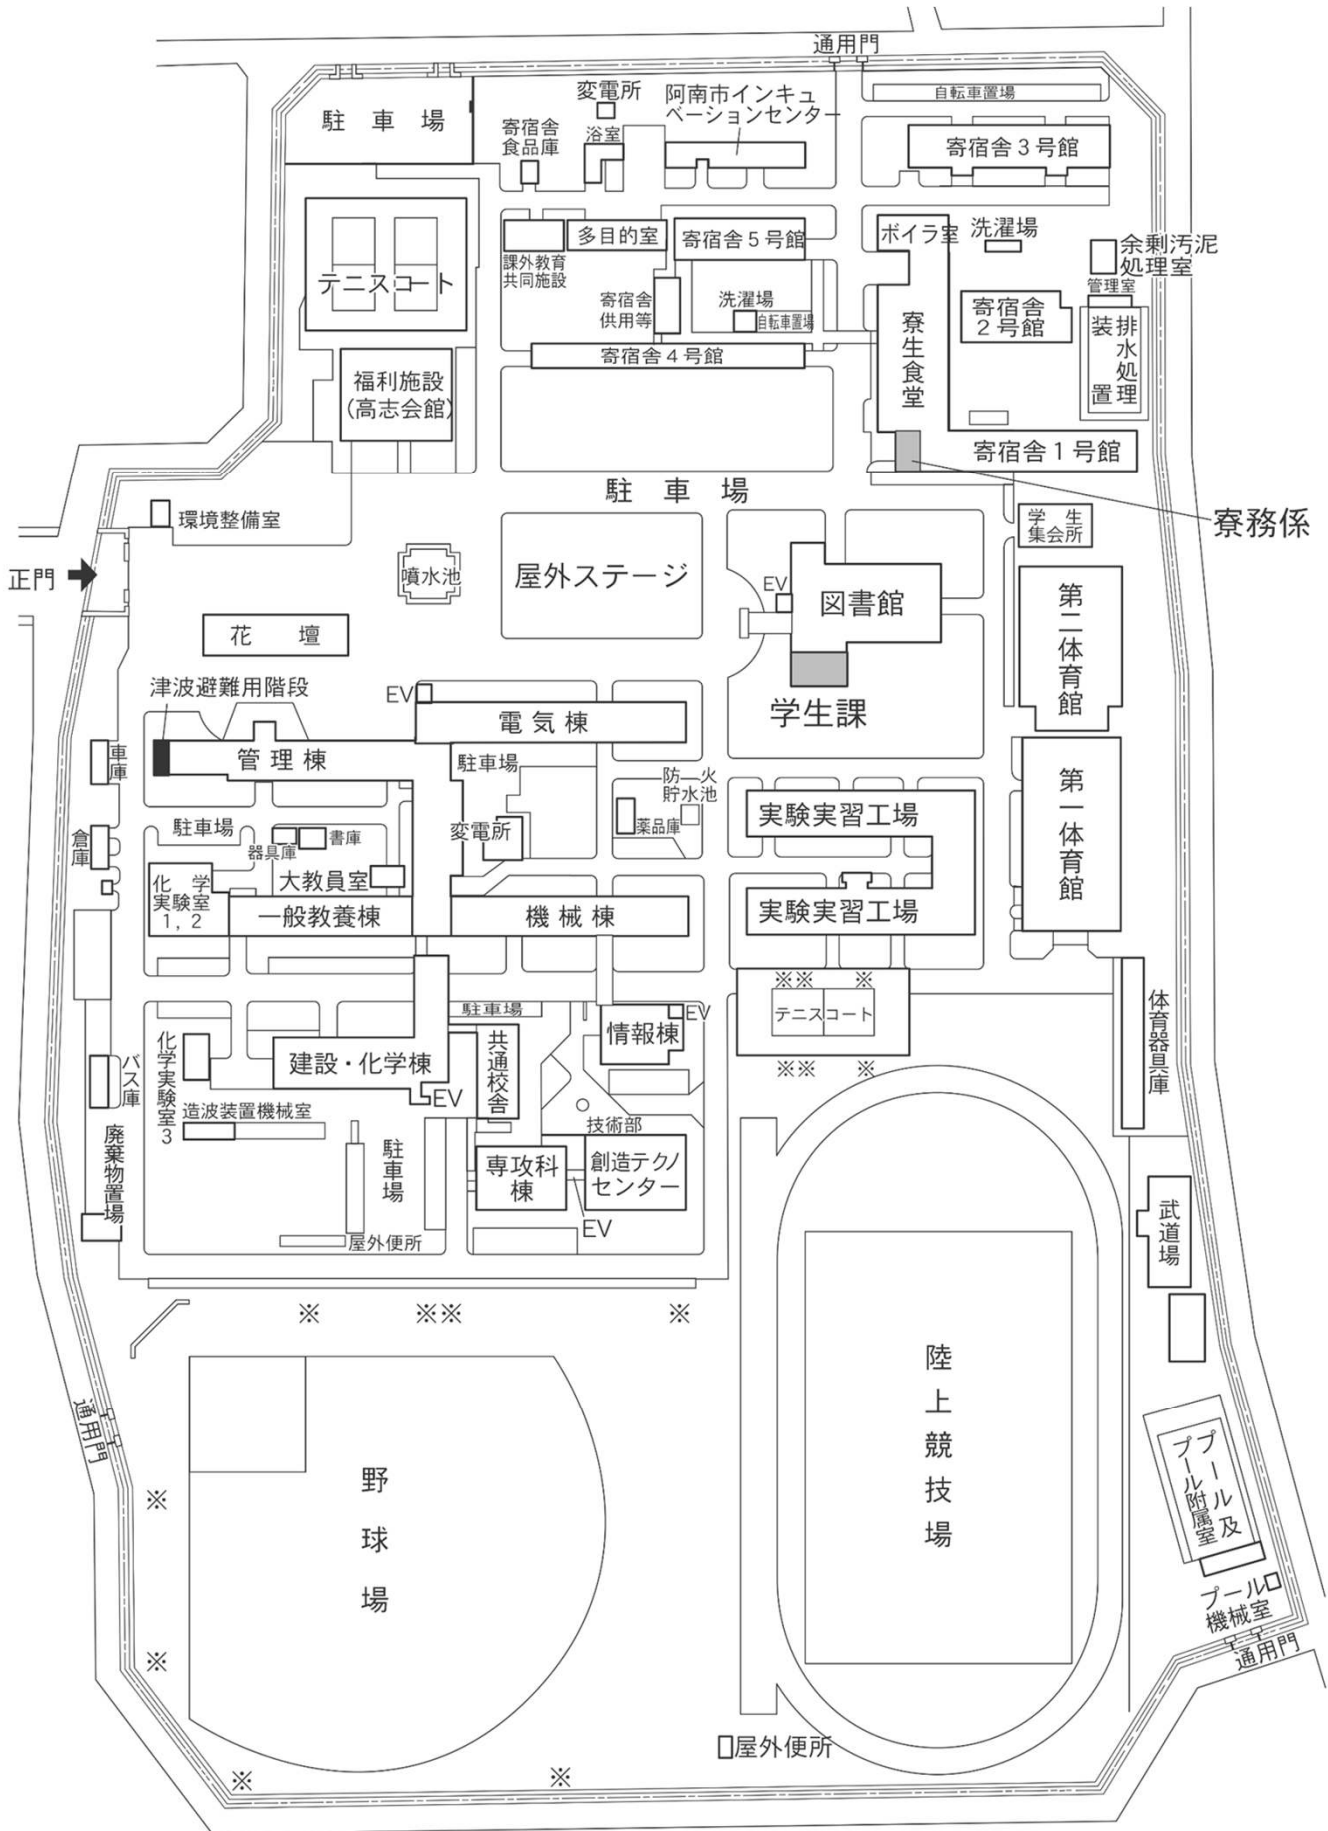 通用門
駐車場
変電所
阿南市インキュ
ベーションセンター
自転車置場
寄宿舎
食品庫
浴室
寄宿舎3号館
テニスコート
課外教育
共同施設
多目的室
寄宿舎5号館
ボイラ室
洗濯場
余剰汚泥
処理室
管理室
寄宿舎
供用等
洗濯場
自転車置場
寮生食堂
寄宿舎
2号館
排水処理
装置
寄宿舎4号館
福利施設
(高志会館)
寄宿舎1号館
駐車場
寮務係
環境整備室
学生
集会所
正門
噴水池
屋外ステージ
EV
図書館
第二体育館
花壇
学生課
津波避難用階段
EV
電気棟
管理棟
駐車場
車庫
防火
貯水池
薬品庫
実験実習工場
第一体育館
倉庫
駐車場
器具庫
書庫
変電所
大教員室
化学
実験室
1,2
一般教養棟
機械棟
実験実習工場
※※ ※
テニスコート
※※ ※
体育器具庫
駐車場
EV
情報棟
共通校舎
化学実験室3
建設・化学棟
EV
バス庫
造波装置機械室
技術部
廃棄物置場
駐車場
専攻科
棟
創造テクノ
センター
EV
屋外便所
武道場
※ ※※ ※
陸上競技場
通用門
野球場
※
プール及
プール附属室
プール
機械室
通用門
※
屋外便所
※ ※